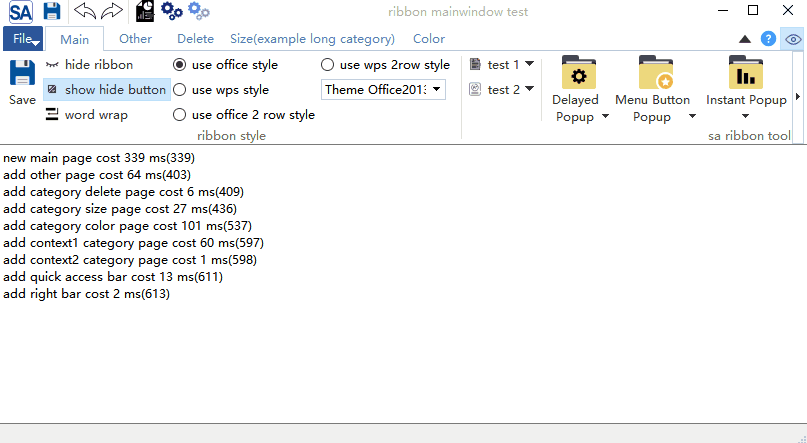 SA
ribbon mainwindow test
File Main Other Delete Size(example long category) Color ?
Save
hide ribbon
show hide button
word wrap
use office style
use wps style
use office 2 row style
use wps 2row style
Theme Office2013
ribbon style
test 1
test 2
Delayed
Popup
Menu Button
Popup
Instant Popup
sa ribbon tool
new main page cost 339 ms(339)
add other page cost 64 ms(403)
add category delete page cost 6 ms(409)
add category size page cost 27 ms(436)
add category color page cost 101 ms(537)
add context1 category page cost 60 ms(597)
add context2 category page cost 1 ms(598)
add quick access bar cost 13 ms(611)
add right bar cost 2 ms(613)